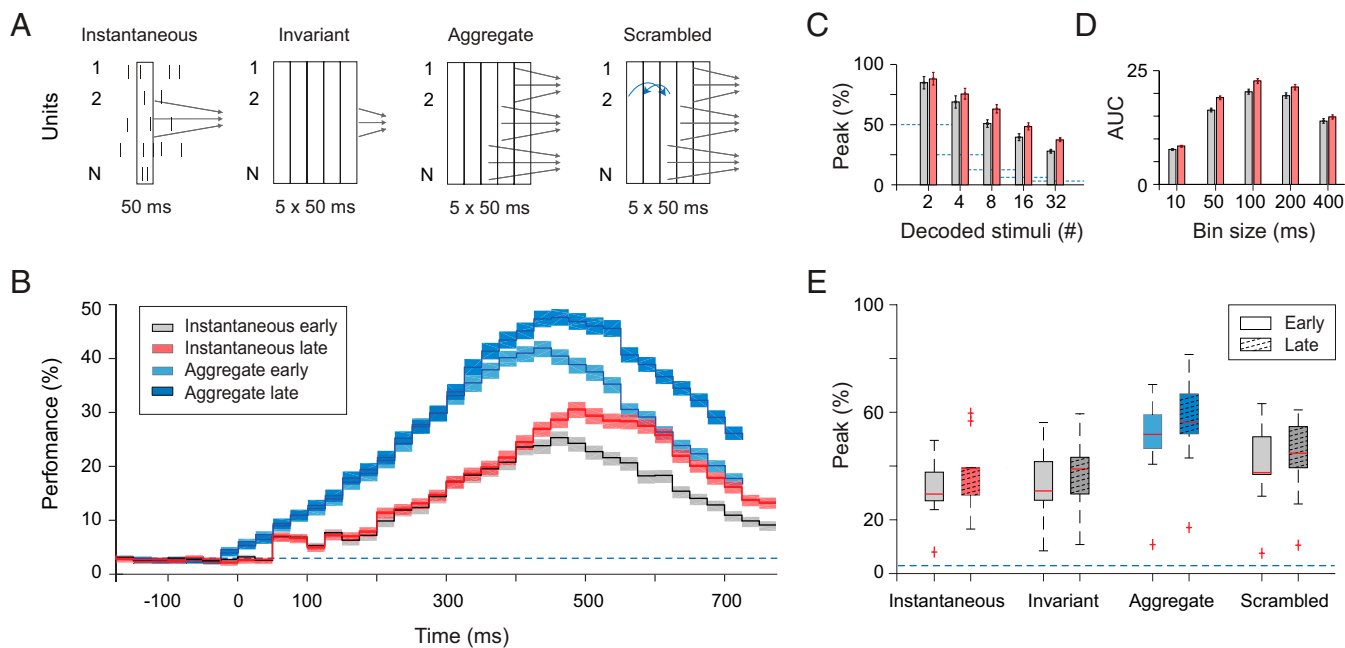 A
Instantaneous
Invariant
Aggregate
Scrambled
Units
1
2
N
50 ms
1
2
N
5 x 50 ms
1
2
N
5 x 50 ms
1
2
N
5 x 50 ms
C
Peak (%)
100
50
0
2 4 8 16 32
Decoded stimuli (#)
D
AUC
25
0
10 50 100 200 400
Bin size (ms)
B
Performance (%)
50
40
30
20
10
0
-100 0 100 300 500 700
Time (ms)
Instantaneous early
Instantaneous late
Aggregate early
Aggregate late
E
Peak (%)
100
60
20
0
Early
Late
Instantaneous Invariant Aggregate Scrambled